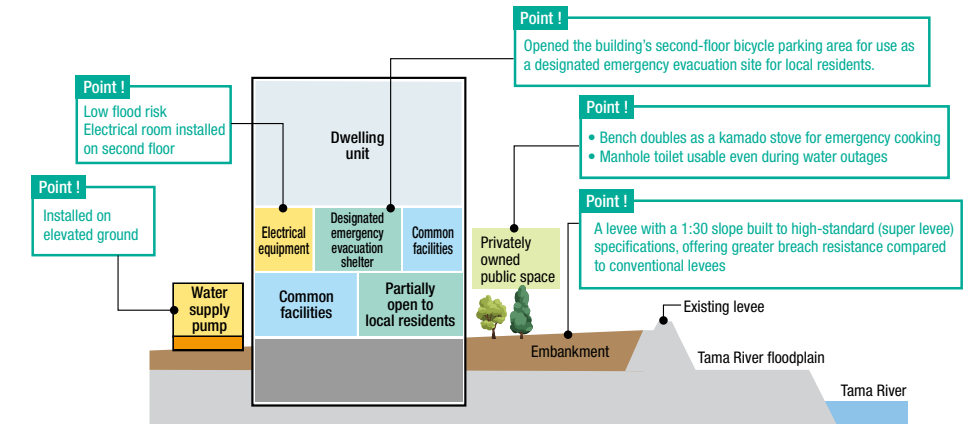 Point !
Opened the building's second-floor bicycle parking area for use as
a designated emergency evacuation site for local residents.
Point !
Low flood risk
Electrical room installed
on second floor
Point !
• Bench doubles as a kamado stove for emergency cooking
• Manhole toilet usable even during water outages
Point !
Installed on
elevated ground
Point !
A levee with a 1:30 slope built to high-standard (super levee)
specifications, offering greater breach resistance compared
to conventional levees
Dwelling
unit
Electrical
equipment
Designated
emergency
evacuation
shelter
Common
facilities
Privately
owned
public space
Common
facilities
Partially
open to
local residents
Water
supply
pump
Existing levee
Embankment
Tama River floodplain
Tama River